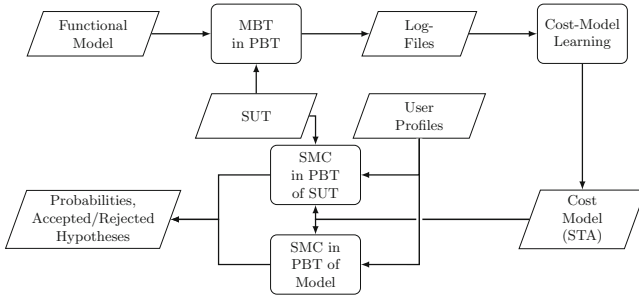 Functional
Model
MBT
in PBT
Log-
Files
Cost-Model
Learning
SUT
User
Profiles
SMC
in PBT
of SUT
Probabilities,
Accepted/Rejected
Hypotheses
Cost
Model
(STA)
SMC in
PBT of
Model